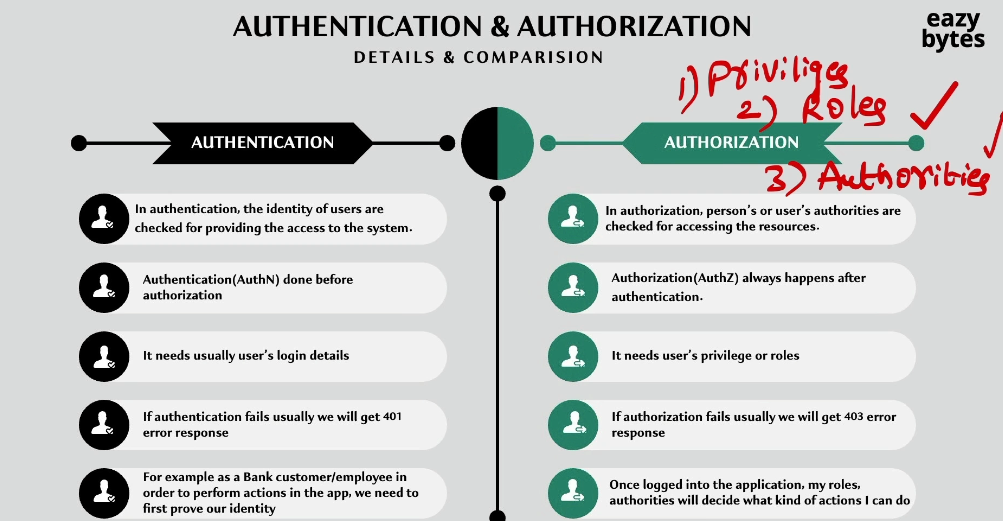 AUTHENTICATION & AUTHORIZATION
DETAILS & COMPARISION
eazy
bytes
1) Priviliges
2) Roles
3) Authorities
AUTHENTICATION
In authentication, the identity of users are
checked for providing the access to the system.
Authentication(AuthN) done before
authorization
It needs usually user's login details
If authentication fails usually we will get 401
error response
For example as a Bank customer/employee in
order to perform actions in the app, we need to
first prove our identity
AUTHORIZATION
In authorization, person's or user's authorities are
checked for accessing the resources.
Authorization(AuthZ) always happens after
authentication.
It needs user's privilege or roles
If authorization fails usually we will get 403 error
response
Once logged into the application, my roles,
authorities will decide what kind of actions I can do